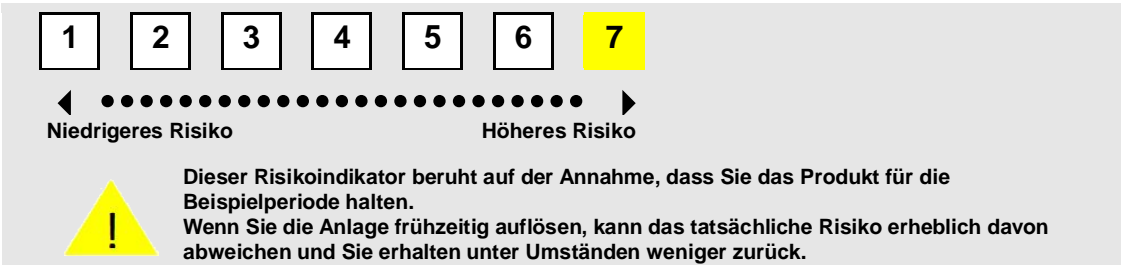 1 2 3 4 5 6 7
Niedrigeres Risiko Höheres Risiko
Dieser Risikoindikator beruht auf der Annahme, dass Sie das Produkt für die
Beispielperiode halten.
! Wenn Sie die Anlage frühzeitig auflösen, kann das tatsächliche Risiko erheblich davon
abweichen und Sie erhalten unter Umständen weniger zurück.